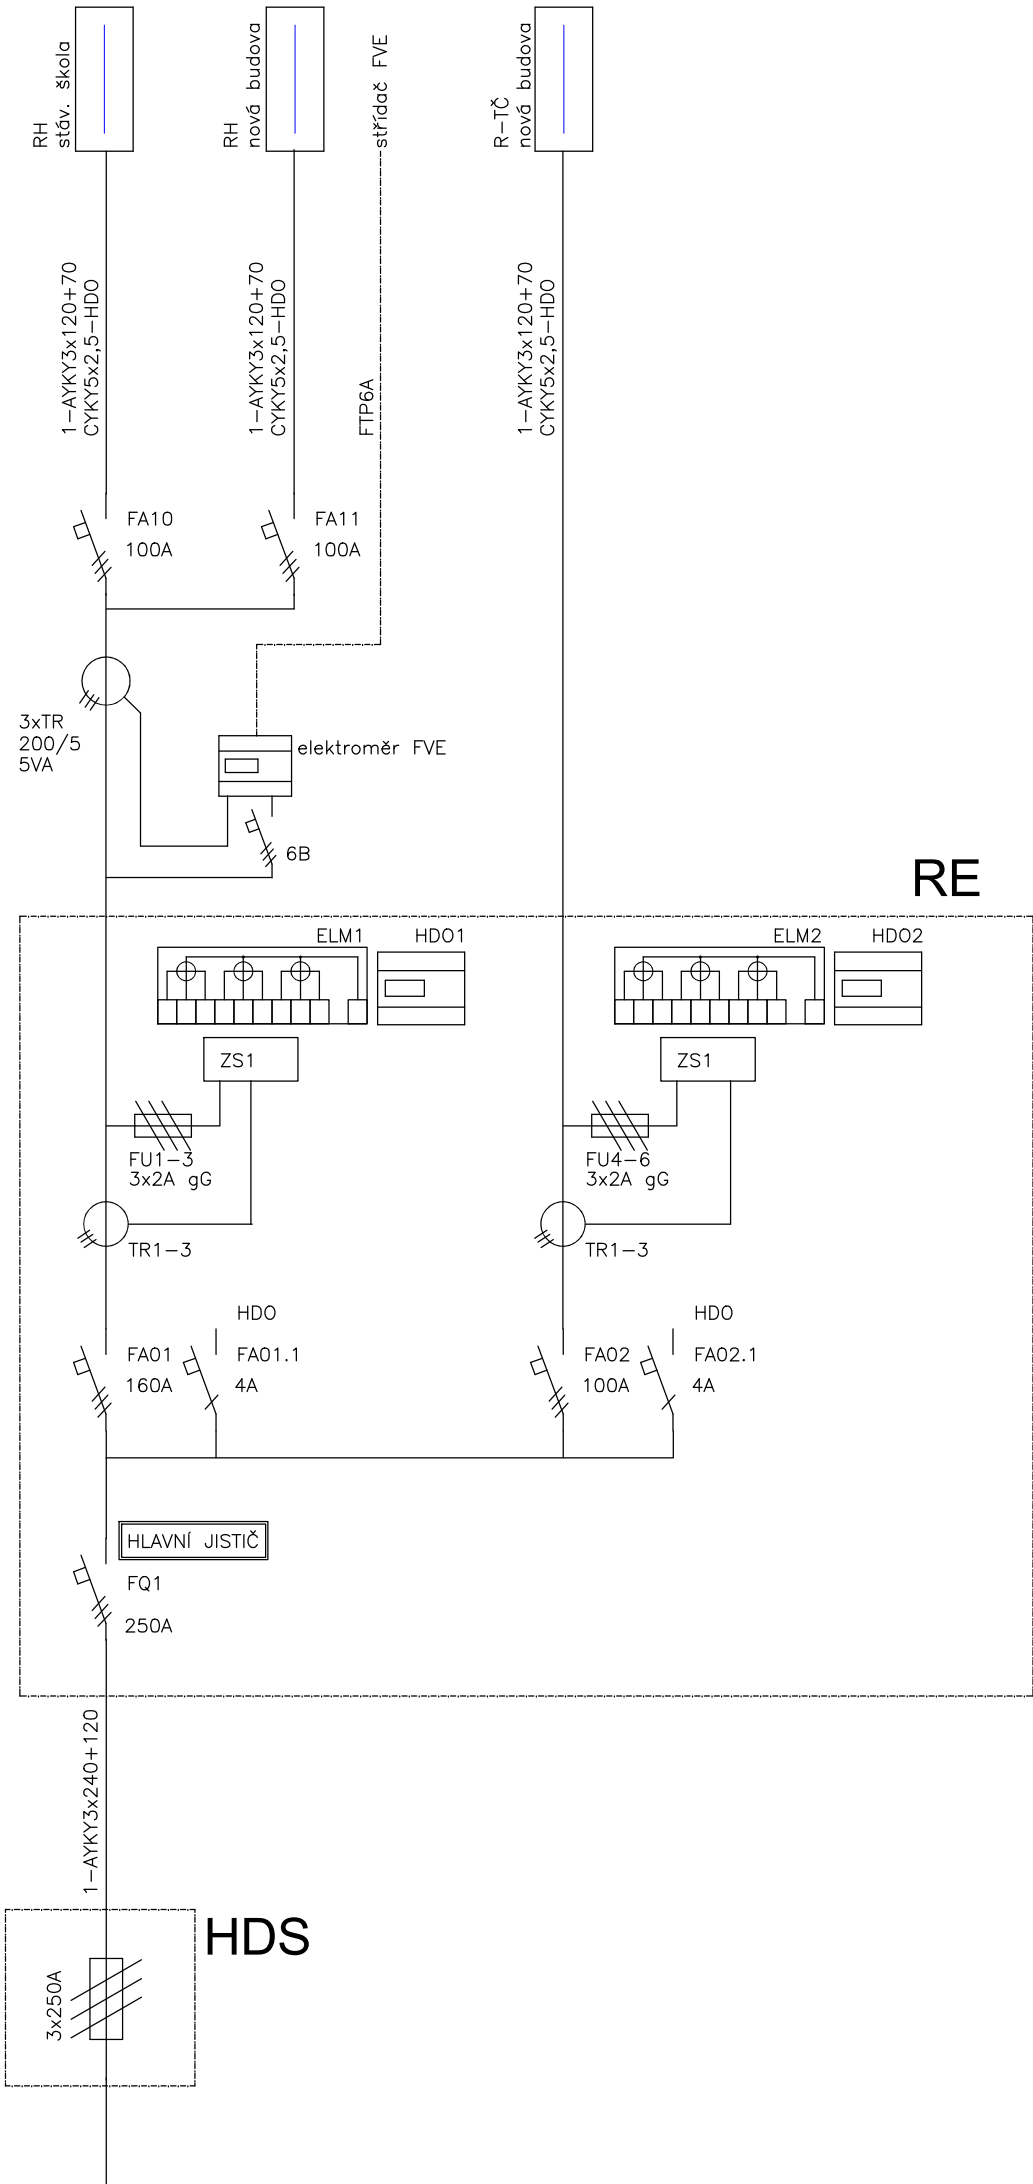 RH
stáv. škola
RH
nová budova
střídač FVE
R-TČ
nová budova
1-AYKY3x120+70
CYKY5x2,5-HDO
1-AYKY3x120+70
CYKY5x2,5-HDO
FTP6A
1-AYKY3x120+70
CYKY5x2,5-HDO
FA10
100A
FA11
100A
3xTR
200/5
5VA
elektroměr FVE
6B
RE
ELM1
HDO1
ELM2
HDO2
ZS1
ZS1
FU1-3
3x2A gG
FU4-6
3x2A gG
TR1-3
TR1-3
HDO
HDO
FA01
160A
FA01.1
4A
FA02
100A
FA02.1
4A
HLAVNÍ JISTIČ
FQ1
250A
1-AYKY3x240+120
HDS
3x250A